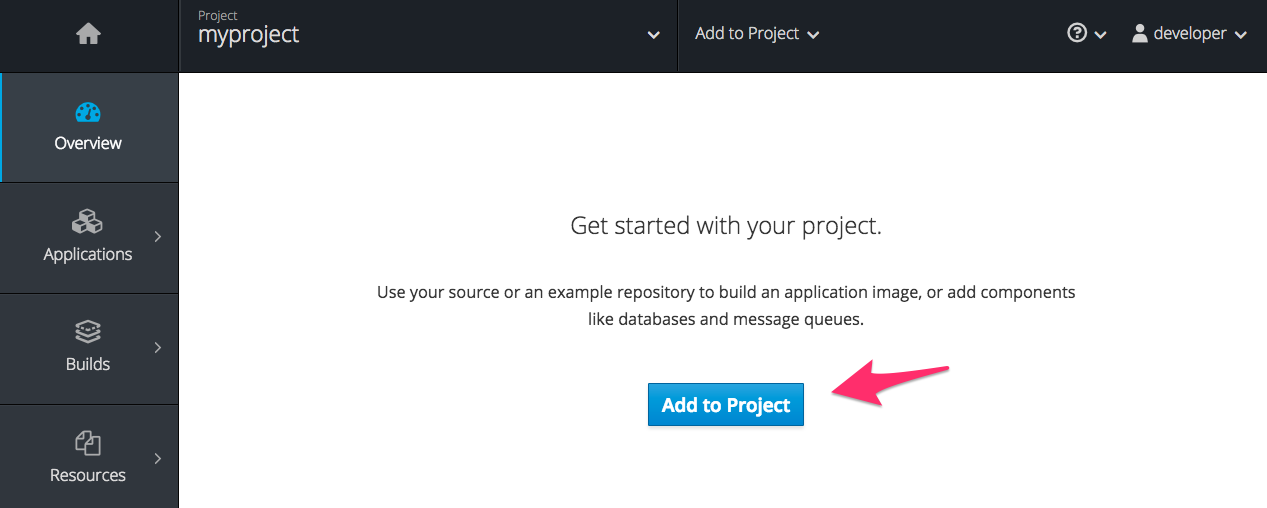 Project
myproject
Add to Project
developer
Overview
Applications
Builds
Resources
Get started with your project.
Use your source or an example repository to build an application image, or add components
like databases and message queues.
Add to Project